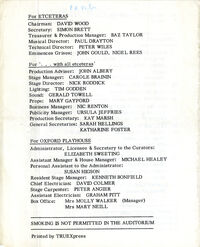 For ETCETERAS
Chairman: DAVID WOOD
Secretary: SIMON BRETT
Treasurer & Production Manager: BAZ TAYLOR
Musical Director: PAUL DRAYTON
Technical Director: PETER WILES
Eminences Grises: JOHN GOULD, NIGEL REES
For '... with all etceteras'
Production Adviser: JOHN ALBERY
Stage Manager: CAROLE BRAININ
Stage Director: NICK RODDICK
Lighting: TIM GODDEN
Sound: GERALD TOWELL
Props: MARY GAYFORD
Business Manager: NIC RENTON
Publicity Manager: URSULA JEFFRIES
Production Secretary: KAY MARSH
General Secretaries: SARAH HELLINGS
KATHARINE FOSTER
For OXFORD PLAYHOUSE
Administrator, Licensee & Secretary to the Curators:
ELIZABETH SWEETING
Assistant Manager & House Manager: MICHAEL HEALEY
Personal Assistant to the Administrator:
SUSAN HIGSON
Resident Stage Manager: KENNETH BONFIELD
Chief Electrician: DAVID COLMER
Stage Carpenter: PETER ANGIER
Assistant Electrician: GRAHAM PITT
Box Office: Mrs MOLLY WALKER (Manager)
Mrs MARY NEILL
SMOKING IS NOT PERMITTED IN THE AUDITORIUM
Printed by TRUEXpress